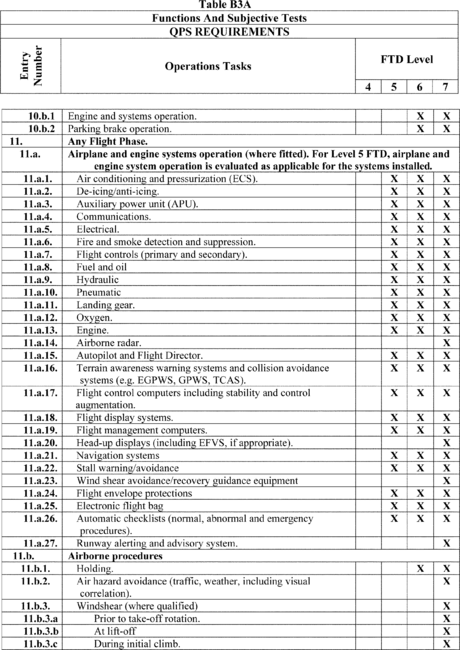 Table B3A
Functions And Subjective Tests
QPS REQUIREMENTS
Entry Number
Operations Tasks
FTD Level
4 5 6 7
10.b.1 Engine and systems operation. X X
10.b.2 Parking brake operation. X X
11. Any Flight Phase.
11.a. Airplane and engine systems operation (where fitted). For Level 5 FTD, airplane and
engine system operation is evaluated as applicable for the systems installed.
11.a.1. Air conditioning and pressurization (ECS). X X X
11.a.2. De-icing/anti-icing. X X X
11.a.3. Auxiliary power unit (APU). X X X
11.a.4. Communications. X X X
11.a.5. Electrical. X X X
11.a.6. Fire and smoke detection and suppression. X X X
11.a.7. Flight controls (primary and secondary). X X X
11.a.8. Fuel and oil X X X
11.a.9. Hydraulic X X X
11.a.10. Pneumatic X X X
11.a.11. Landing gear. X X X
11.a.12. Oxygen. X X X
11.a.13. Engine. X X X
11.a.14. Airborne radar. X
11.a.15. Autopilot and Flight Director. X X X
11.a.16. Terrain awareness warning systems and collision avoidance X X X
systems (e.g. EGPWS, GPWS, TCAS).
11.a.17. Flight control computers including stability and control X X X
augmentation.
11.a.18. Flight display systems. X X X
11.a.19. Flight management computers. X X X
11.a.20. Head-up displays (including EFVS, if appropriate). X
11.a.21. Navigation systems X X X
11.a.22. Stall warning/avoidance X X X
11.a.23. Wind shear avoidance/recovery guidance equipment X
11.a.24. Flight envelope protections X X X
11.a.25. Electronic flight bag X X X
11.a.26. Automatic checklists (normal, abnormal and emergency X X X
procedures).
11.a.27. Runway alerting and advisory system. X
11.b. Airborne procedures
11.b.1. Holding. X X
11.b.2. Air hazard avoidance (traffic, weather, including visual X
correlation).
11.b.3. Windshear (where qualified) X
11.b.3.a Prior to take-off rotation. X
11.b.3.b At lift-off X
11.b.3.c During initial climb. X